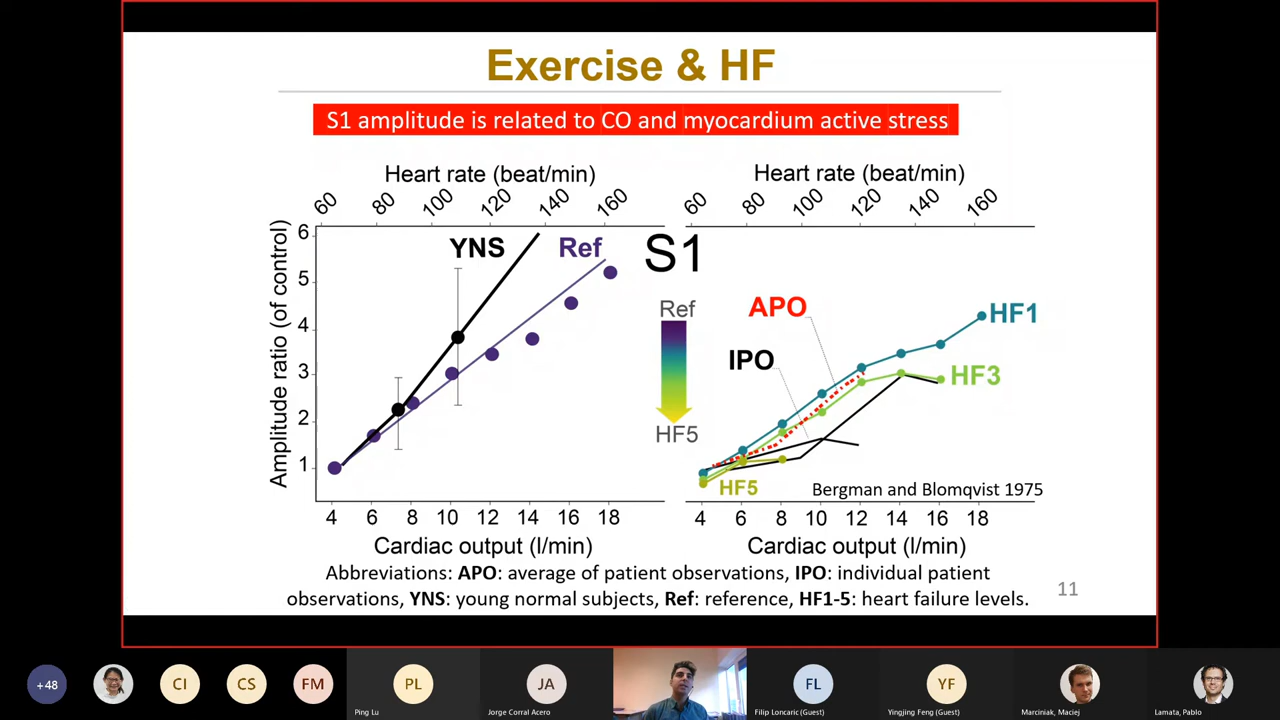 Exercise & HF
S1 amplitude is related to CO and myocardium active stress
Heart rate (beat/min)
60 80 100 120 140 160
Amplitude ratio (of control)
6
5
4
3
2
1
YNS
Ref
4 6 8 10 12 14 16 18
Cardiac output (l/min)
S1
Ref
HF5
Heart rate (beat/min)
60 80 100 120 140 160
APO
IPO
HF1
HF3
HF5
Bergman and Blomqvist 1975
4 6 8 10 12 14 16 18
Cardiac output (l/min)
Abbreviations: APO: average of patient observations, IPO: individual patient
observations, YNS: young normal subjects, Ref: reference, HF1-5: heart failure levels.
11
+48
CI
CS
FM
PL
Ping Lu
JA
Jorge Corral Acero
FL
Filip Loncaric (Guest)
YF
Yingjing Feng (Guest)
Marciniak, Maciej
Lamata, Pablo